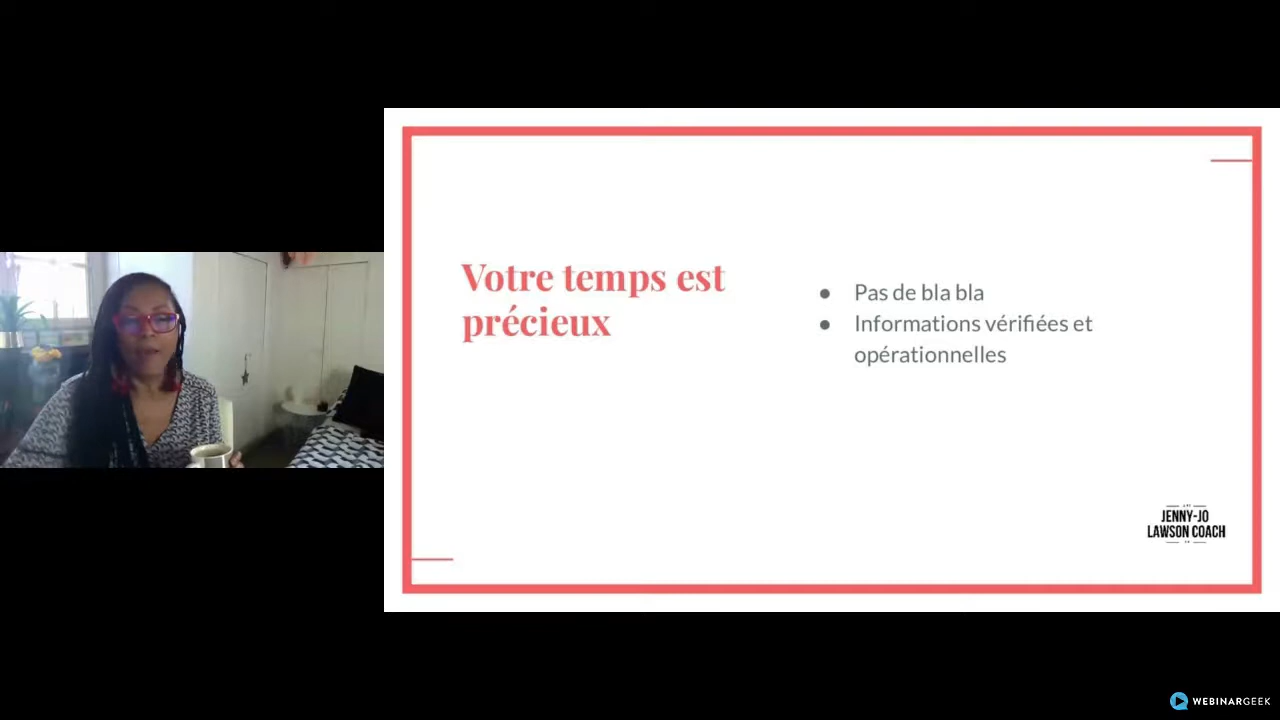 Votre temps est
précieux
● Pas de bla bla
● Informations vérifiées et
opérationnelles
JENNY-JO
LAWSON COACH
WEBINARGEEK